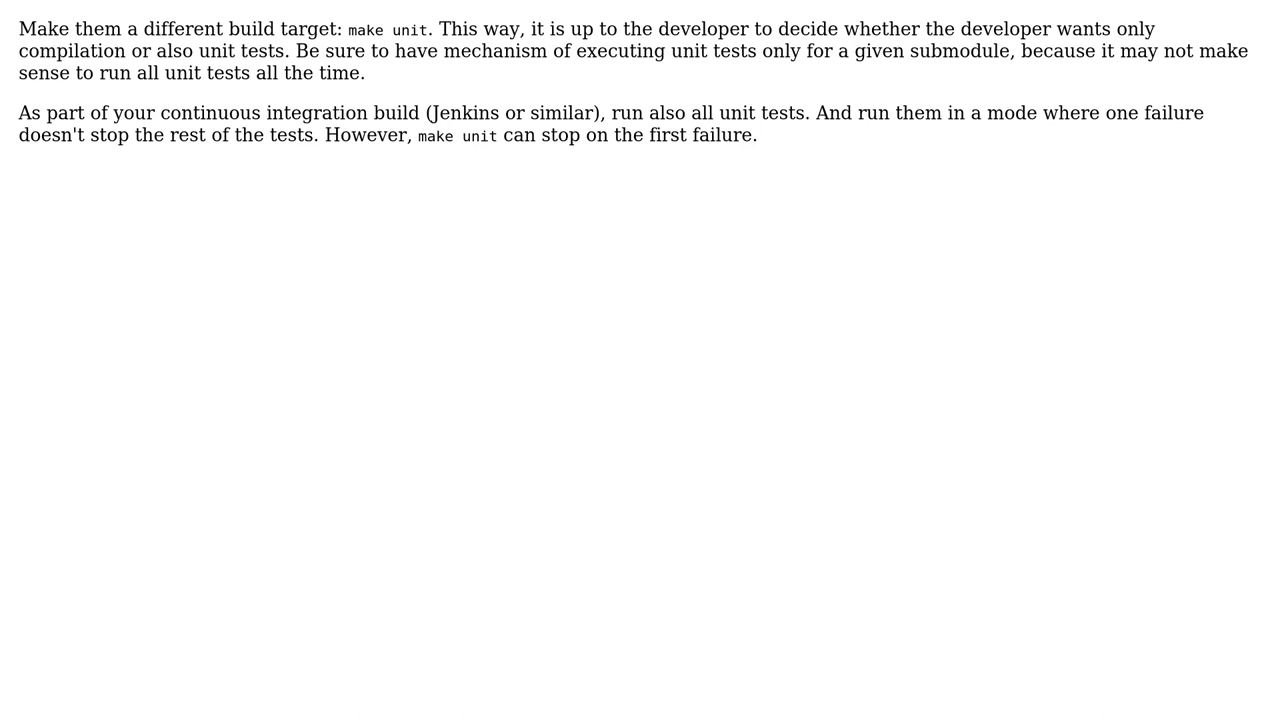 Make them a different build target: make unit. This way, it is up to the developer to decide whether the developer wants only
compilation or also unit tests. Be sure to have mechanism of executing unit tests only for a given submodule, because it may not make
sense to run all unit tests all the time.
As part of your continuous integration build (Jenkins or similar), run also all unit tests. And run them in a mode where one failure
doesn't stop the rest of the tests. However, make unit can stop on the first failure.